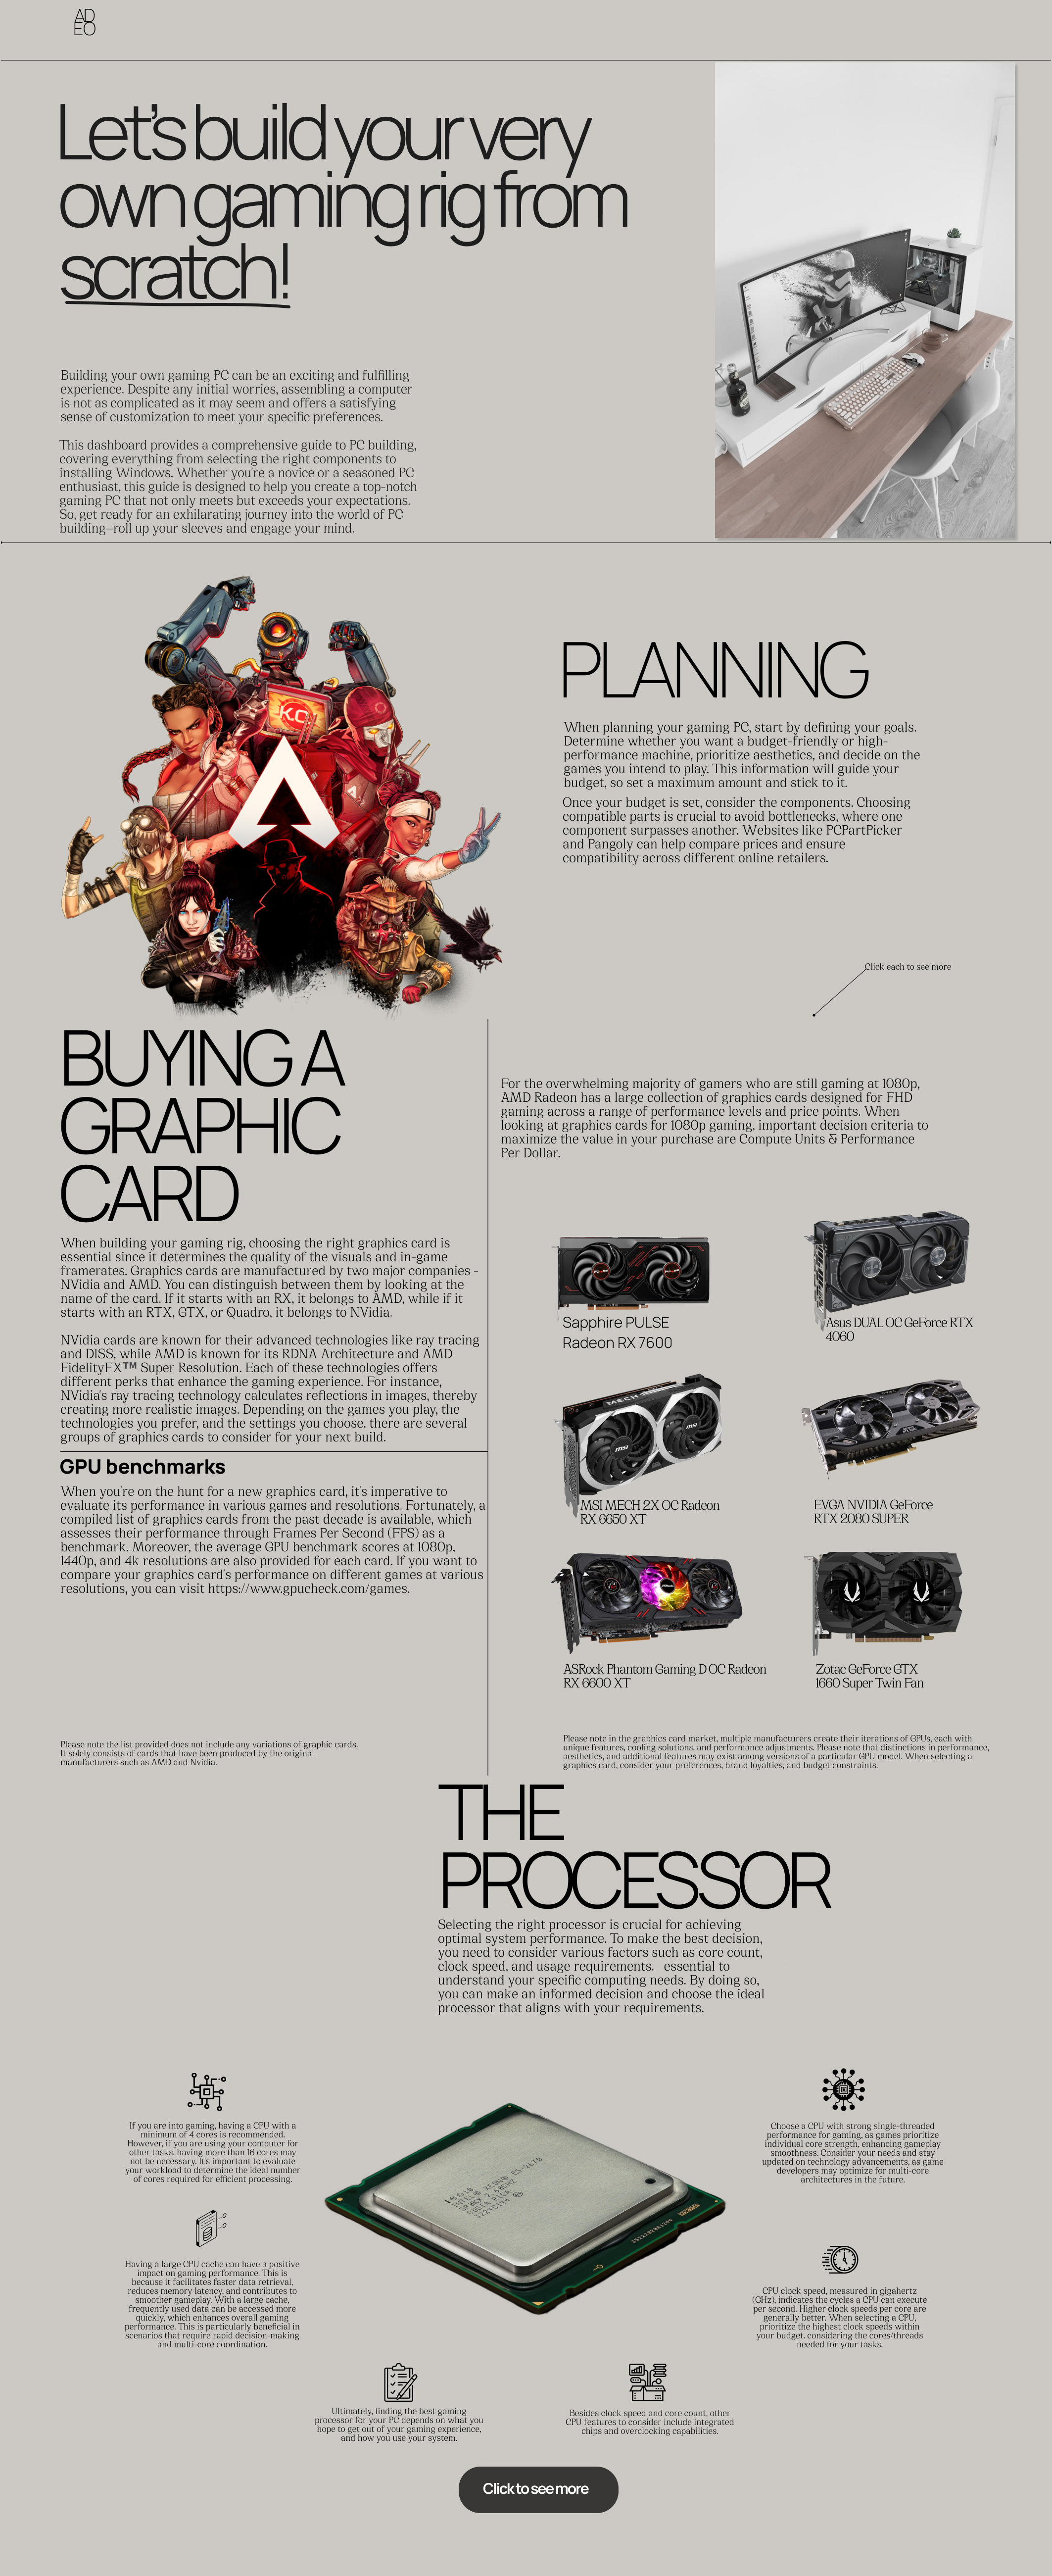 AD
EO
Let's build your very
own gaming rig from
scratch!
Building your own gaming PC can be an exciting and fulfilling
experience. Despite any initial worries, assembling a computer
is not as complicated as it may seem and offers a satisfying
sense of customization to meet your specific preferences.
This dashboard provides a comprehensive guide to PC building,
covering everything from selecting the right components to
installing Windows. Whether you're a novice or a seasoned PC
enthusiast, this guide is designed to help you create a top-notch
gaming PC that not only meets but exceeds your expectations.
So, get ready for an exhilarating journey into the world of PC
building—roll up your sleeves and engage your mind.
K.O
PLANNING
When planning your gaming PC, start by defining your goals.
Determine whether you want a budget-friendly or high-
performance machine, prioritize aesthetics, and decide on the
games you intend to play. This information will guide your
budget, so set a maximum amount and stick to it.
Once your budget is set, consider the components. Choosing
compatible parts is crucial to avoid bottlenecks, where one
component surpasses another. Websites like PCPartPicker
and Pangoly can help compare prices and ensure
compatibility across different online retailers.
Click each to see more
BUYING A
GRAPHIC
CARD
When building your gaming rig, choosing the right graphics card is
essential since it determines the quality of the visuals and in-game
framerates. Graphics cards are manufactured by two major companies -
NVidia and AMD. You can distinguish between them by looking at the
name of the card. If it starts with an RX, it belongs to AMD, while if it
starts with an RTX, GTX, or Quadro, it belongs to NVidia.
NVidia cards are known for their advanced technologies like ray tracing
and DlSS, while AMD is known for its RDNA Architecture and AMD
FidelityFX™ Super Resolution. Each of these technologies offers
different perks that enhance the gaming experience. For instance,
NVidia's ray tracing technology calculates reflections in images, thereby
creating more realistic images. Depending on the games you play, the
technologies you prefer, and the settings you choose, there are several
groups of graphics cards to consider for your next build.
GPU benchmarks
When you're on the hunt for a new graphics card, it's imperative to
evaluate its performance in various games and resolutions. Fortunately, a
compiled list of graphics cards from the past decade is available, which
assesses their performance through Frames Per Second (FPS) as a
benchmark. Moreover, the average GPU benchmark scores at 1080p,
1440p, and 4k resolutions are also provided for each card. If you want to
compare your graphics card's performance on different games at various
resolutions, you can visit https://www.gpucheck.com/games.
Please note the list provided does not include any variations of graphic cards.
It solely consists of cards that have been produced by the original
manufacturers such as AMD and Nvidia.
For the overwhelming majority of gamers who are still gaming at 1080p,
AMD Radeon has a large collection of graphics cards designed for FHD
gaming across a range of performance levels and price points. When
looking at graphics cards for 1080p gaming, important decision criteria to
maximize the value in your purchase are Compute Units & Performance
Per Dollar.
Sapphire PULSE
Radeon RX 7600
Asus DUAL OC GeForce RTX
4060
MECH
msi
msi
MSI MECH 2X OC Radeon
RX 6650 XT
EVGA NVIDIA GeForce
RTX 2080 SUPER
ASRock Phantom Gaming D OC Radeon
RX 6600 XT
Zotac GeForce GTX
1660 Super Twin Fan
Please note in the graphics card market, multiple manufacturers create their iterations of GPUs, each with
unique features, cooling solutions, and performance adjustments. Please note that distinctions in performance,
aesthetics, and additional features may exist among versions of a particular GPU model. When selecting a
graphics card, consider your preferences, brand loyalties, and budget constraints.
THE
PROCESSOR
Selecting the right processor is crucial for achieving
optimal system performance. To make the best decision,
you need to consider various factors such as core count,
clock speed, and usage requirements. essential to
understand your specific computing needs. By doing so,
you can make an informed decision and choose the ideal
processor that aligns with your requirements.
If you are into gaming, having a CPU with a
minimum of 4 cores is recommended.
However, if you are using your computer for
other tasks, having more than 16 cores may
not be necessary. It's important to evaluate
your workload to determine the ideal number
of cores required for efficient processing.
Having a large CPU cache can have a positive
impact on gaming performance. This is
because it facilitates faster data retrieval,
reduces memory latency, and contributes to
smoother gameplay. With a large cache,
frequently used data can be accessed more
quickly, which enhances overall gaming
performance. This is particularly beneficial in
scenarios that require rapid decision-making
and multi-core coordination.
INTEL XEON E5-2670
COSTA RICA
Choose a CPU with strong single-threaded
performance for gaming, as games prioritize
individual core strength, enhancing gameplay
smoothness. Consider your needs and stay
updated on technology advancements, as game
developers may optimize for multi-core
architectures in the future.
CPU clock speed, measured in gigahertz
(GHz), indicates the cycles a CPU can execute
per second. Higher clock speeds per core are
generally better. When selecting a CPU,
prioritize the highest clock speeds within
your budget, considering the cores/threads
needed for your tasks.
Ultimately, finding the best gaming
processor for your PC depends on what you
hope to get out of your gaming experience,
and how you use your system.
Besides clock speed and core count, other
CPU features to consider include integrated
chips and overclocking capabilities.
Click to see more